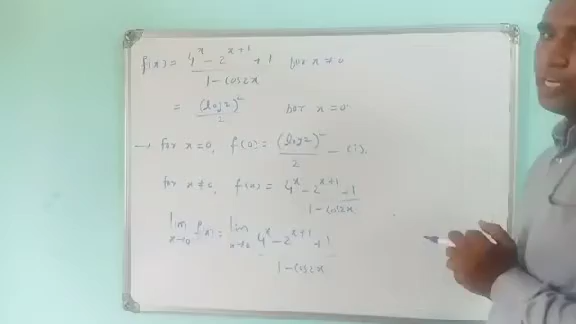 f(x) = (4^x - 2^(x+1) + 1) / (1 - cos2x) for x ≠ 0
= (log2)^2 / 2 for x = 0
→ for x = 0, f(0) = (log2)^2 / 2 - (i),
for x ≠ 0, f(x) = (4^x - 2^(x+1) + 1) / (1 - cos2x)
lim x→0 f(x) = lim x→0 (4^x - 2^(x+1) + 1) / (1 - cos2x)